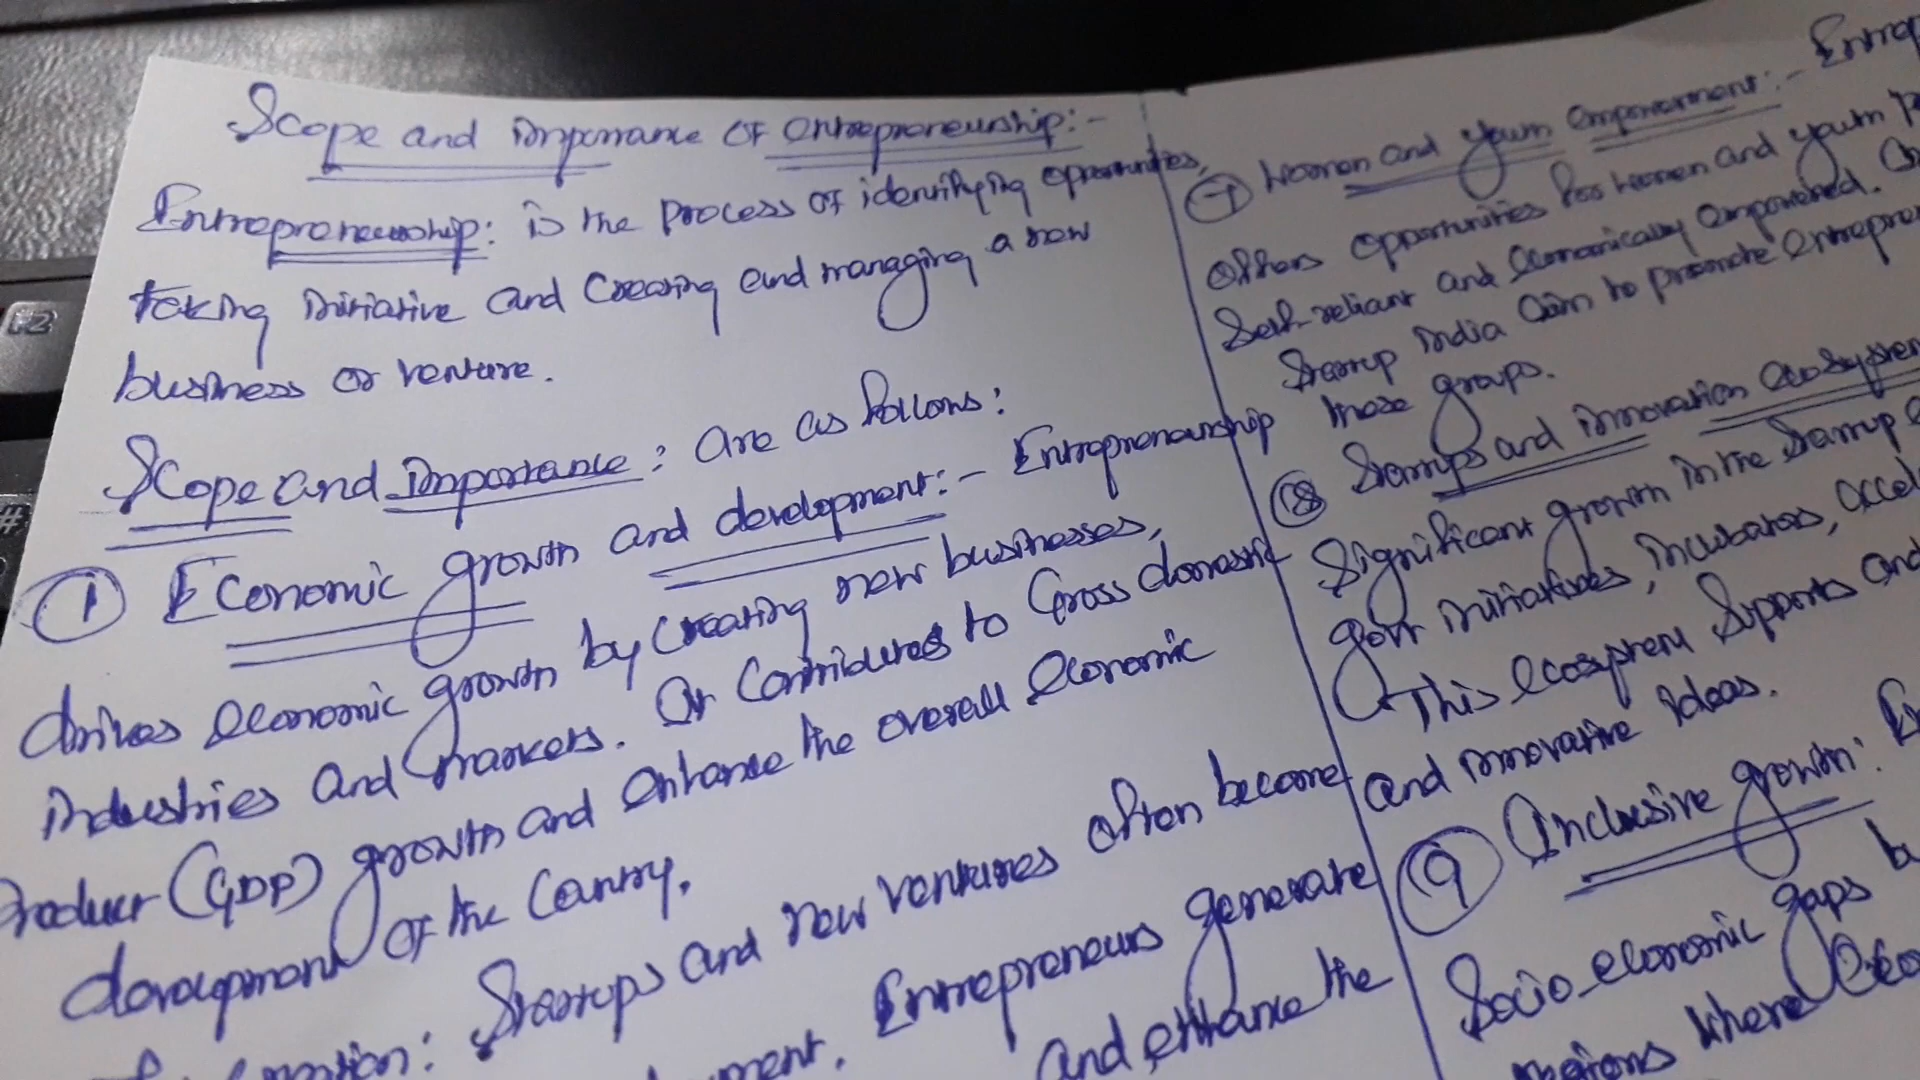 Scope and importance of entrepreneurship:-
Entrepreneurship: is the process of identifying opportunities,
taking initiative and creating and managing a new
business or venture.
Scope and Importance: are as follows:
① Economic growth and development:- Entrepreneurship
drives economic growth by creating new businesses,
industries and markets. It contributes to Gross domestic
Product (GDP) growth and enhance the overall economic
development of the Country.
Startups and new ventures often become
Entrepreneurs generate
and enhance the
⑦ Women and youth empowerment:-
offers opportunities for women and youth
Self-reliant and economically empowered.
Startup India aim to promote
these groups.
⑧ Startups and innovation ecosystem
Significant growth in the Startup
govt initiatives, incubators,
This ecosystem supports and
and innovative ideas.
⑨ Inclusive growth:
Socio-economic gaps
regions where
F2
#